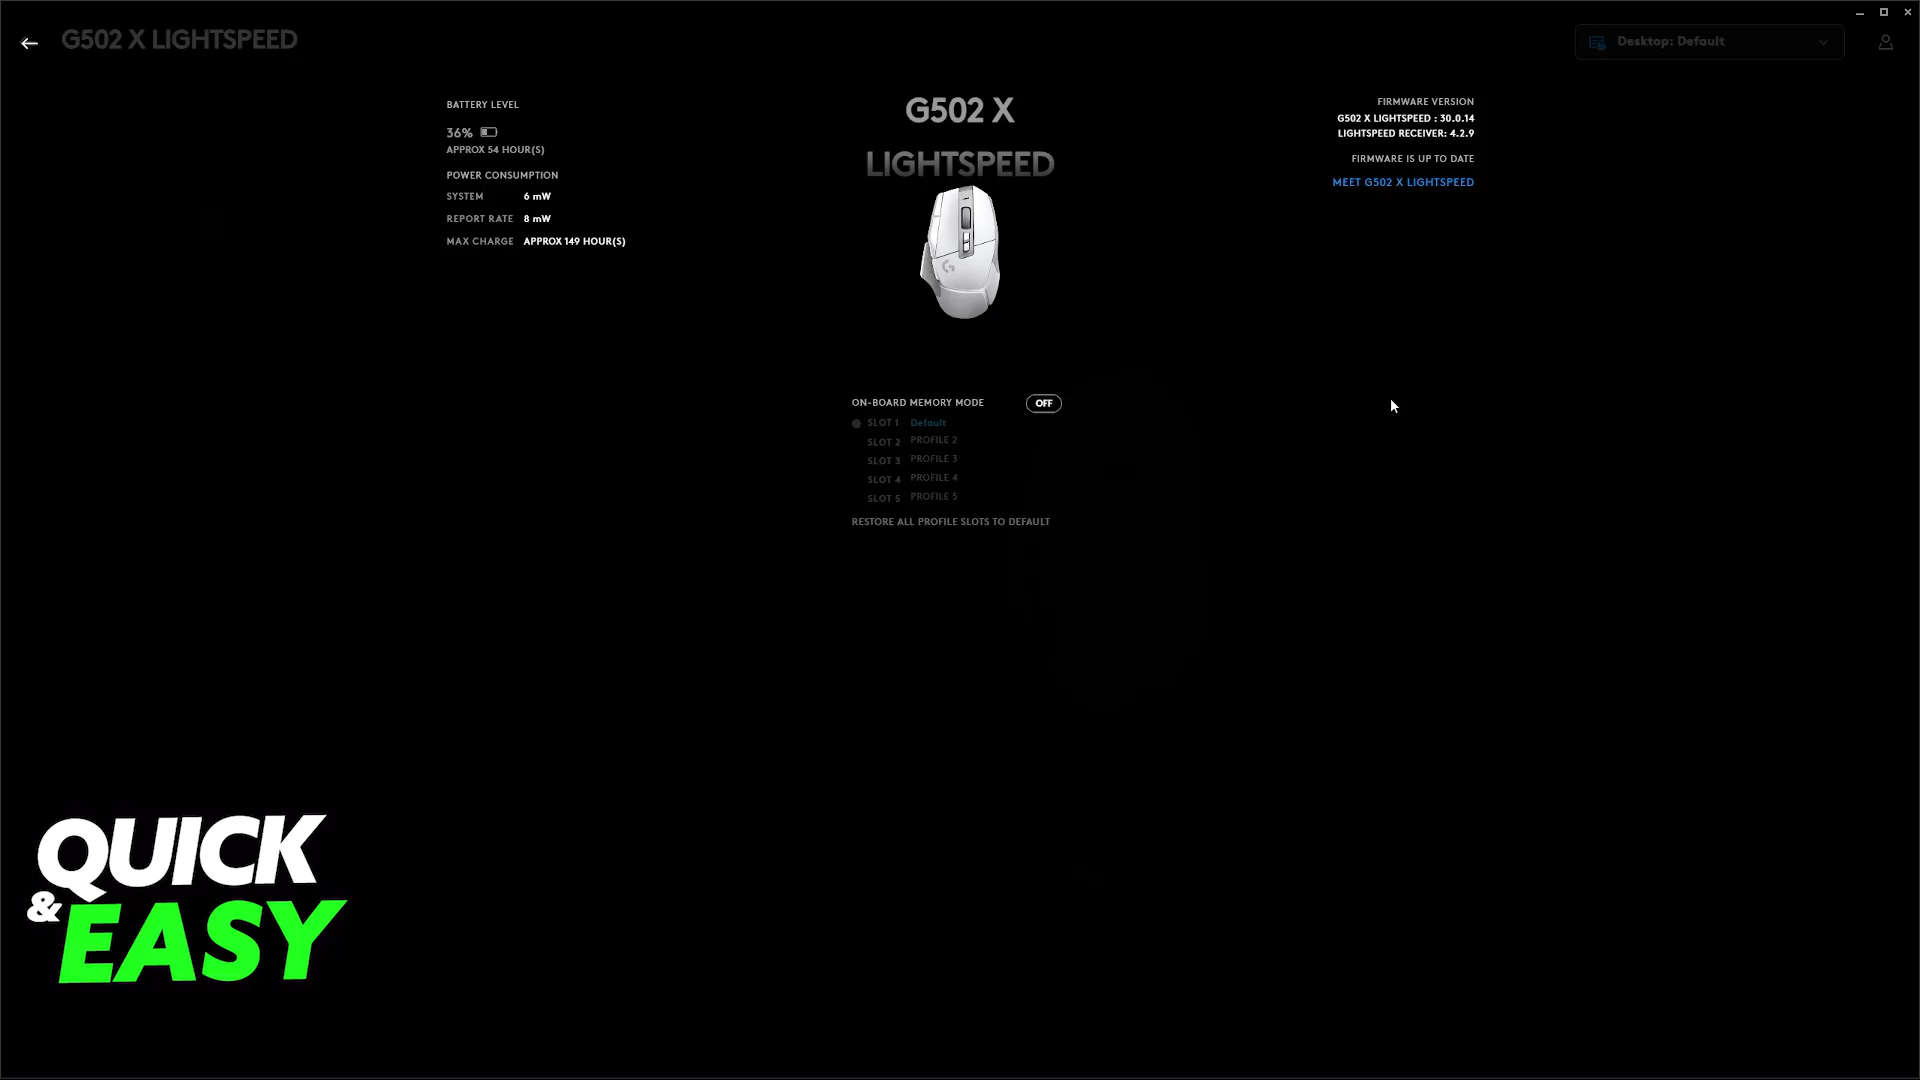 G502 X LIGHTSPEED
Desktop: Default
BATTERY LEVEL
36%
APPROX 54 HOUR(S)
POWER CONSUMPTION
SYSTEM 6 mW
REPORT RATE 8 mW
MAX CHARGE APPROX 149 HOUR(S)
G502 X
LIGHTSPEED
FIRMWARE VERSION
G502 X LIGHTSPEED : 30.0.14
LIGHTSPEED RECEIVER: 4.2.9
FIRMWARE IS UP TO DATE
MEET G502 X LIGHTSPEED
ON-BOARD MEMORY MODE OFF
SLOT 1 Default
SLOT 2 PROFILE 2
SLOT 3 PROFILE 3
SLOT 4 PROFILE 4
SLOT 5 PROFILE 5
RESTORE ALL PROFILE SLOTS TO DEFAULT
QUICK
& EASY